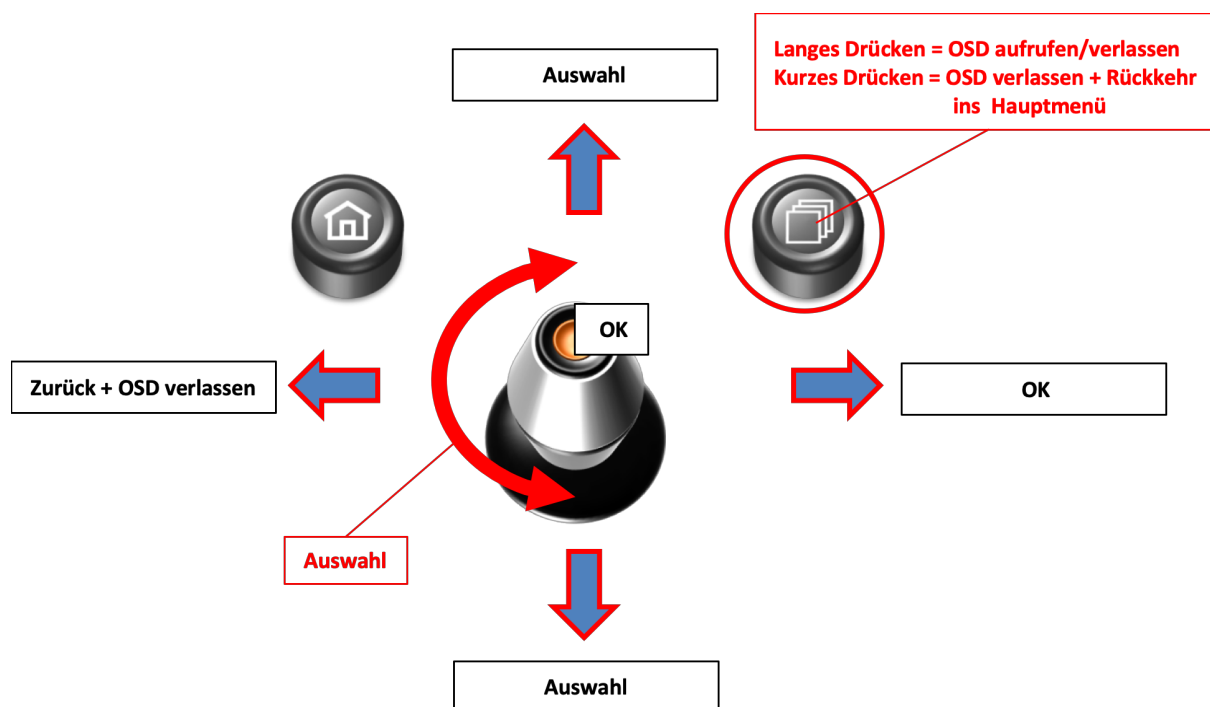 Auswahl
Langes Drücken = OSD aufrufen/verlassen
Kurzes Drücken = OSD verlassen + Rückkehr
ins Hauptmenü
OK
Zurück + OSD verlassen
OK
Auswahl
Auswahl